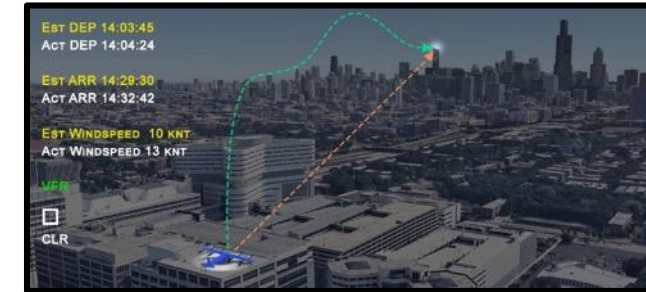 EST DEP 14:03:45
ACT DEP 14:04:24
EST ARR 14:29:30
ACT ARR 14:32:42
EST WINDSPEED 10 KNT
ACT WINDSPEED 13 KNT
VFR
CLR